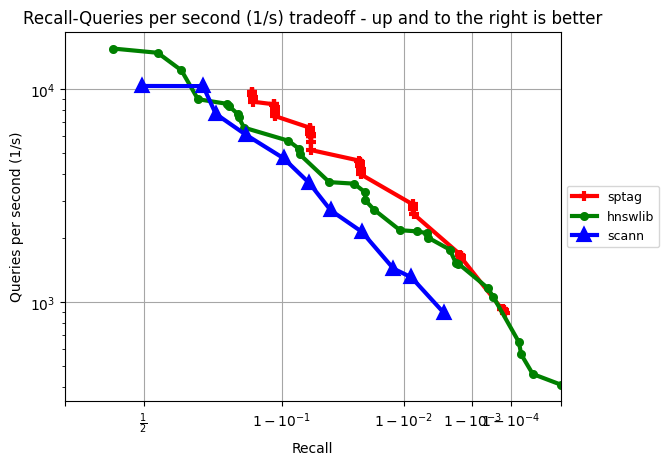 Recall-Queries per second (1/s) tradeoff - up and to the right is better
Queries per second (1/s)
10⁴
10³
sptag
hnswlib
scann
½
1 − 10⁻¹
1 − 10⁻²
1 − 10⁻³
1 − 10⁻⁴
Recall